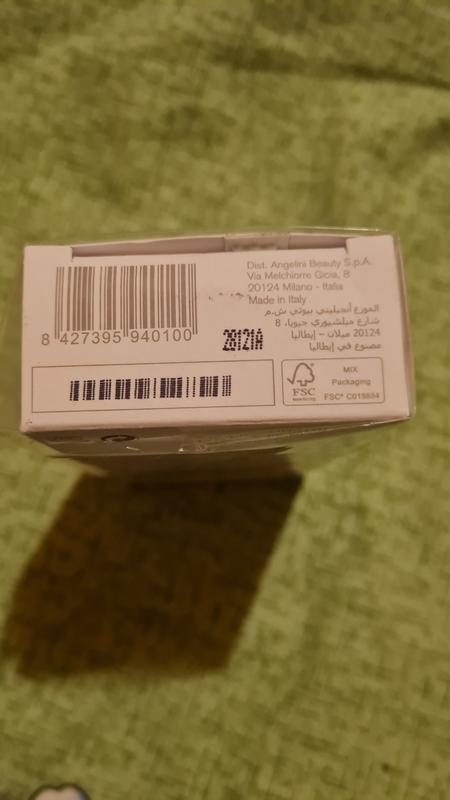 8 427395 940100
Dist. Angelini Beauty S.p.A.
Via Melchiorre Gioia, 8
20124 Milano - Italia
Made in Italy
الموزع أنجيليني بيوتي ش.م
شارع ميلشيوري جيويا، 8
20124 ميلان – إيطاليا
مصنوع في إيطاليا
28121A
FSC
MIX
Packaging
FSC® C015654